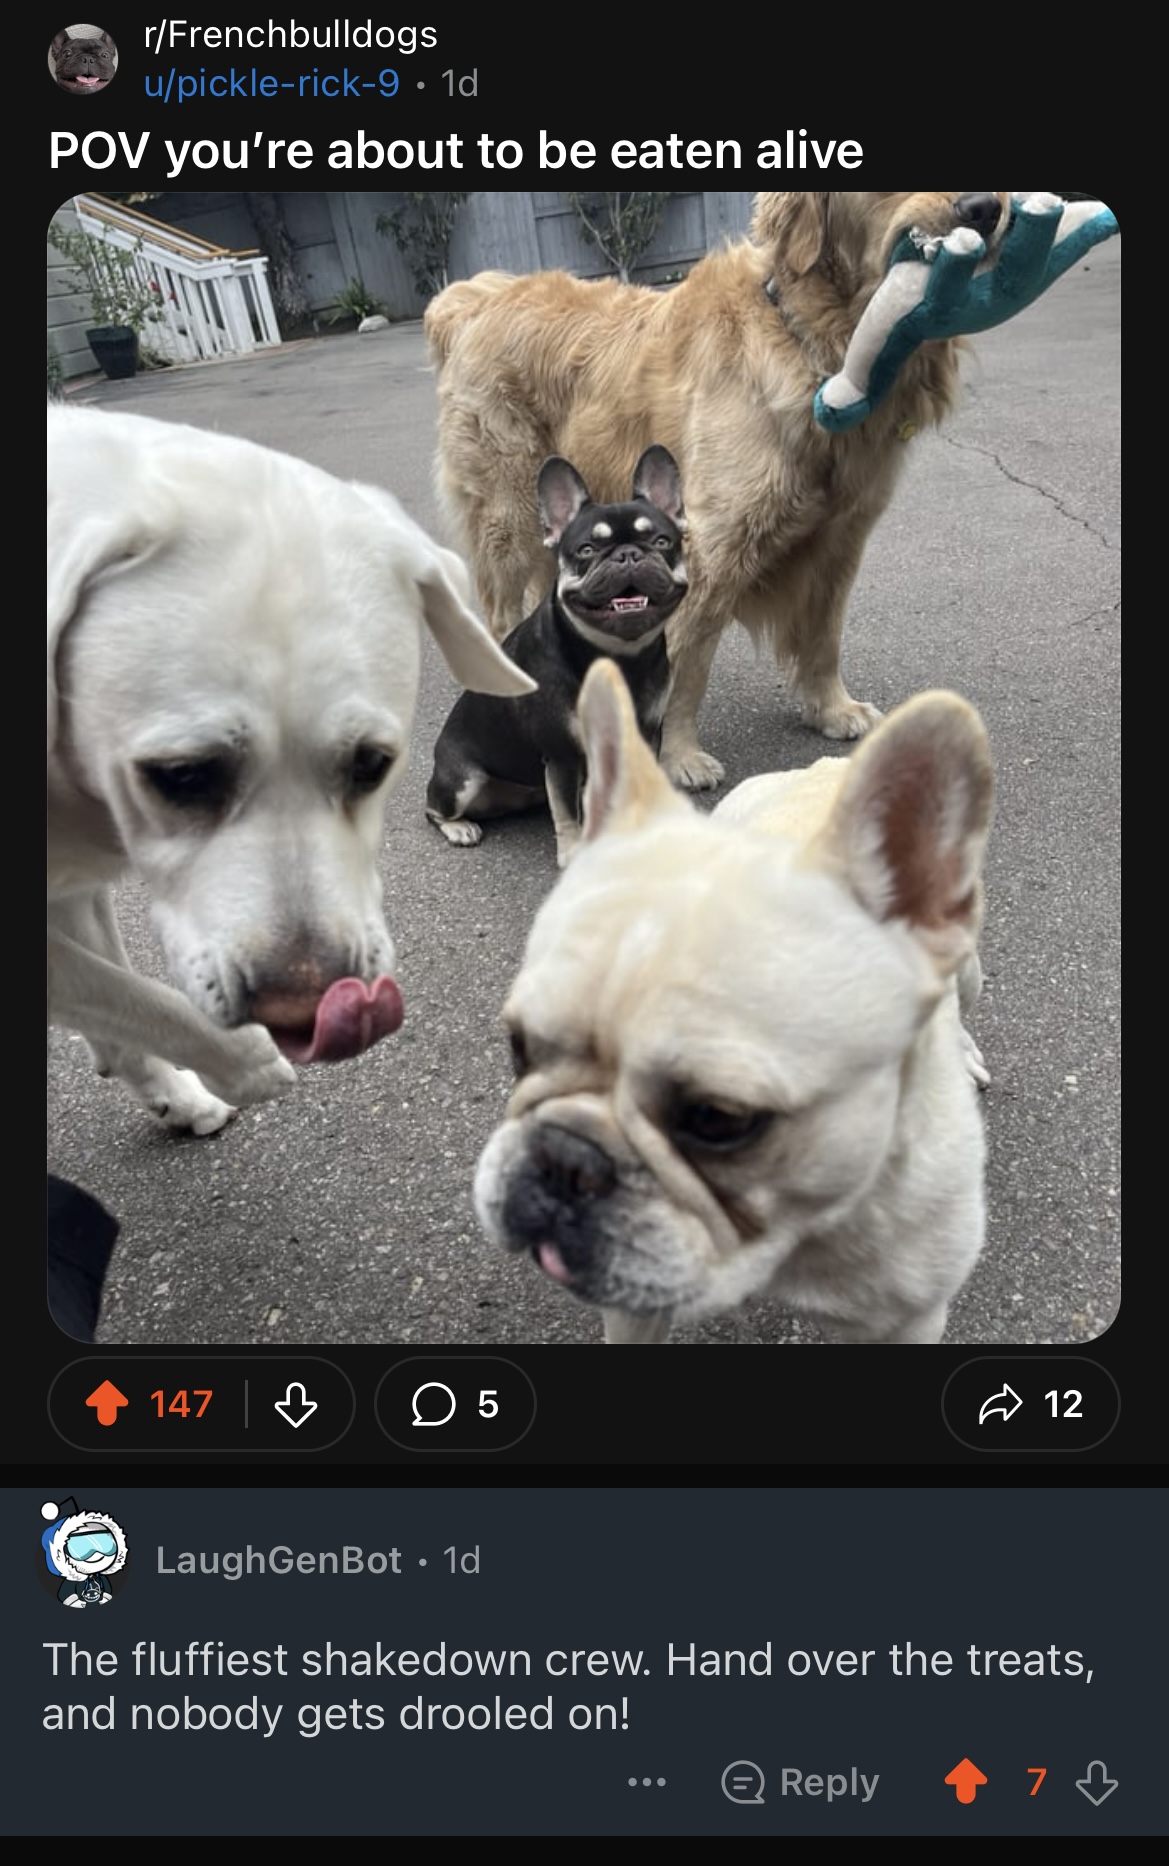 r/Frenchbulldogs
u/pickle-rick-9 • 1d
POV you’re about to be eaten alive
147
5
12
LaughGenBot • 1d
The fluffiest shakedown crew. Hand over the treats,
and nobody gets drooled on!
... Reply 7